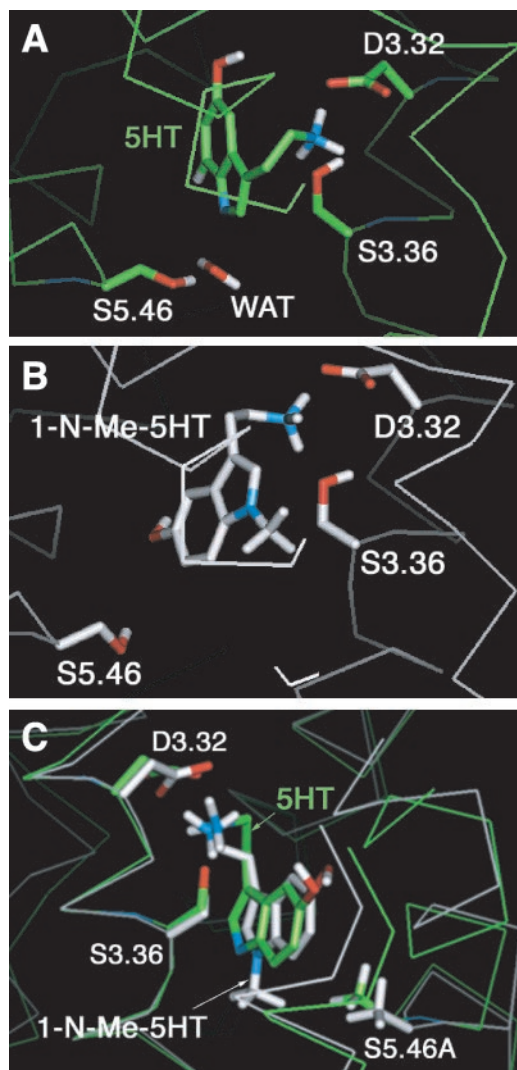 A
D3.32
5HT
S3.36
S5.46
WAT
B
1-N-Me-5HT
D3.32
S3.36
S5.46
C
D3.32
5HT
S3.36
1-N-Me-5HT
S5.46A